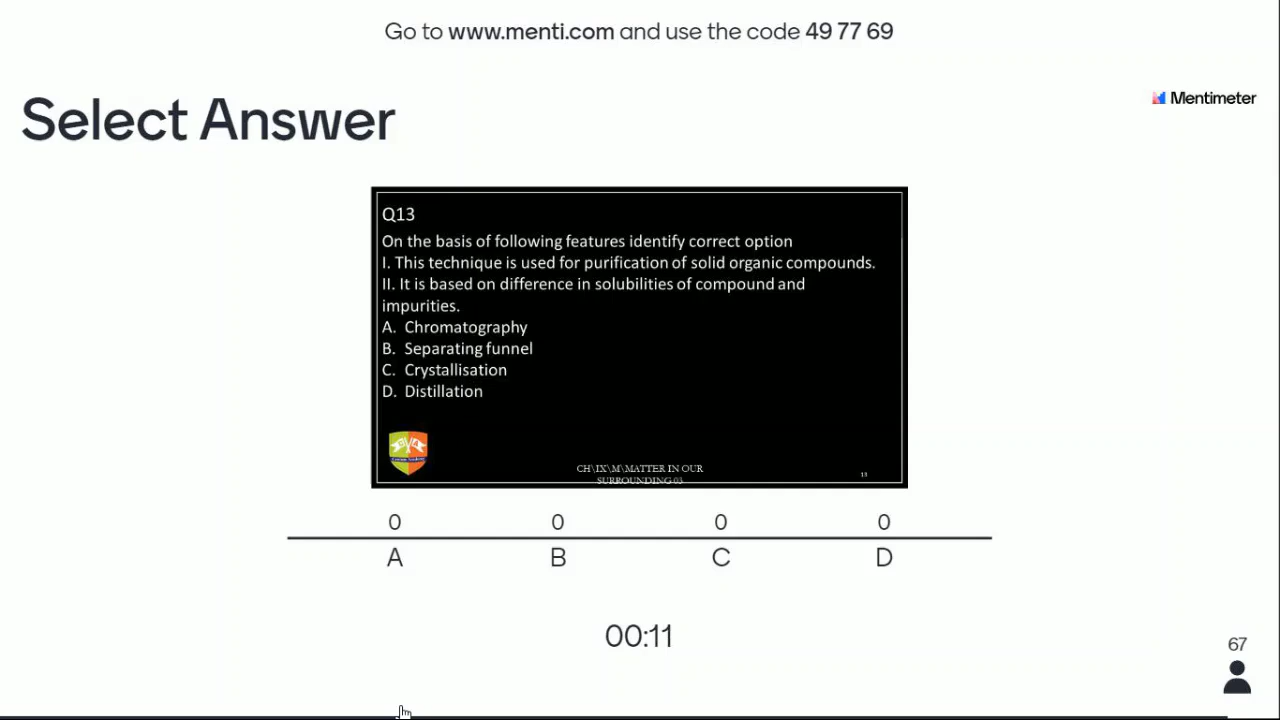 Go to www.menti.com and use the code 49 77 69
Mentimeter
Select Answer
Q13
On the basis of following features identify correct option
I. This technique is used for purification of solid organic compounds.
II. It is based on difference in solubilities of compound and
impurities.
A. Chromatography
B. Separating funnel
C. Crystallisation
D. Distillation
CH\IX\M\MATTER IN OUR
SURROUNDING 03
13
0 0 0 0
A B C D
00:11
67